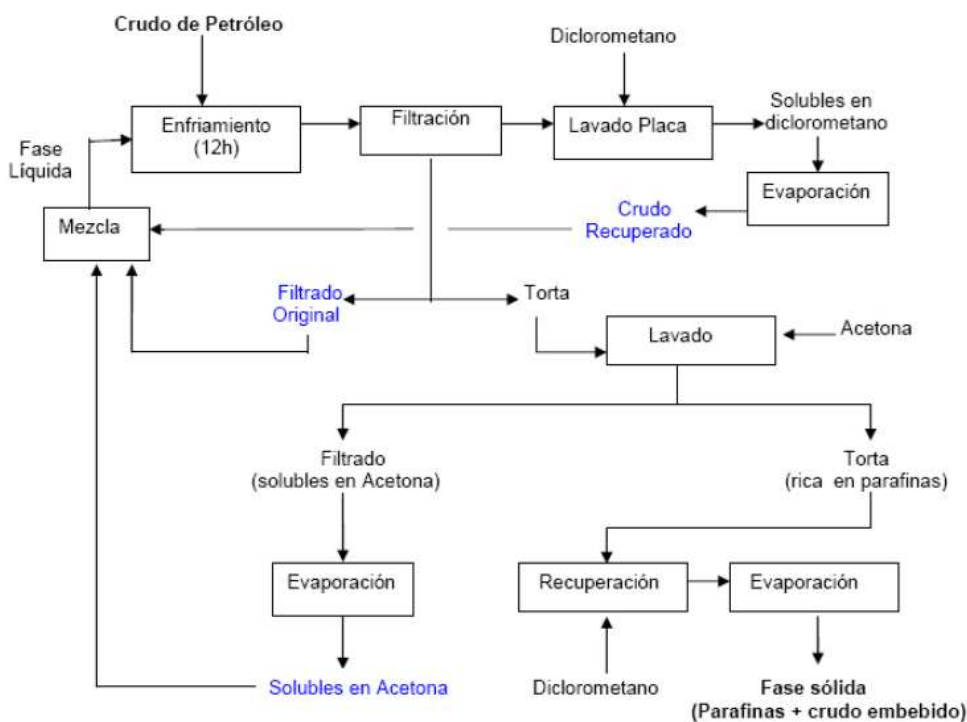 Crudo de Petróleo
Diclorometano
Enfriamiento
(12h)
Filtración
Lavado Placa
Solubles en
diclorometano
Fase
Líquida
Evaporación
Mezcla
Crudo
Recuperado
Filtrado
Original
Torta
Lavado
Acetona
Filtrado
(solubles en Acetona)
Torta
(rica en parafinas)
Evaporación
Recuperación
Evaporación
Solubles en Acetona
Diclorometano
Fase sólida
(Parafinas + crudo embebido)